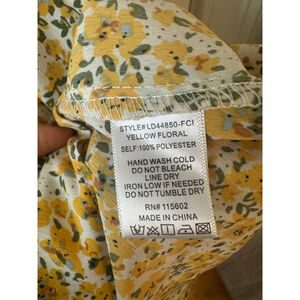 STYLE# LD44850-FCI
YELLOW FLORAL
SELF: 100% POLYESTER
HAND WASH COLD
DO NOT BLEACH
LINE DRY
IRON LOW IF NEEDED
DO NOT TUMBLE DRY
RN# 115602
MADE IN CHINA